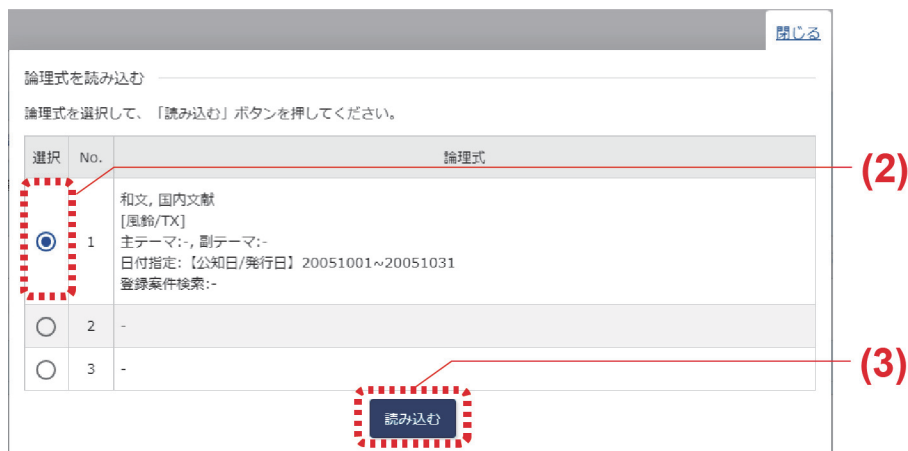 閉じる
論理式を読み込む
論理式を選択して、「読み込む」ボタンを押してください。
選択 No. 論理式
(2)
1 和文, 国内文献
[風鈴/TX]
主テーマ:-, 副テーマ:-
日付指定:【公知日/発行日】20051001~20051031
登録案件検索:-
2 -
3 -
(3)
読み込む